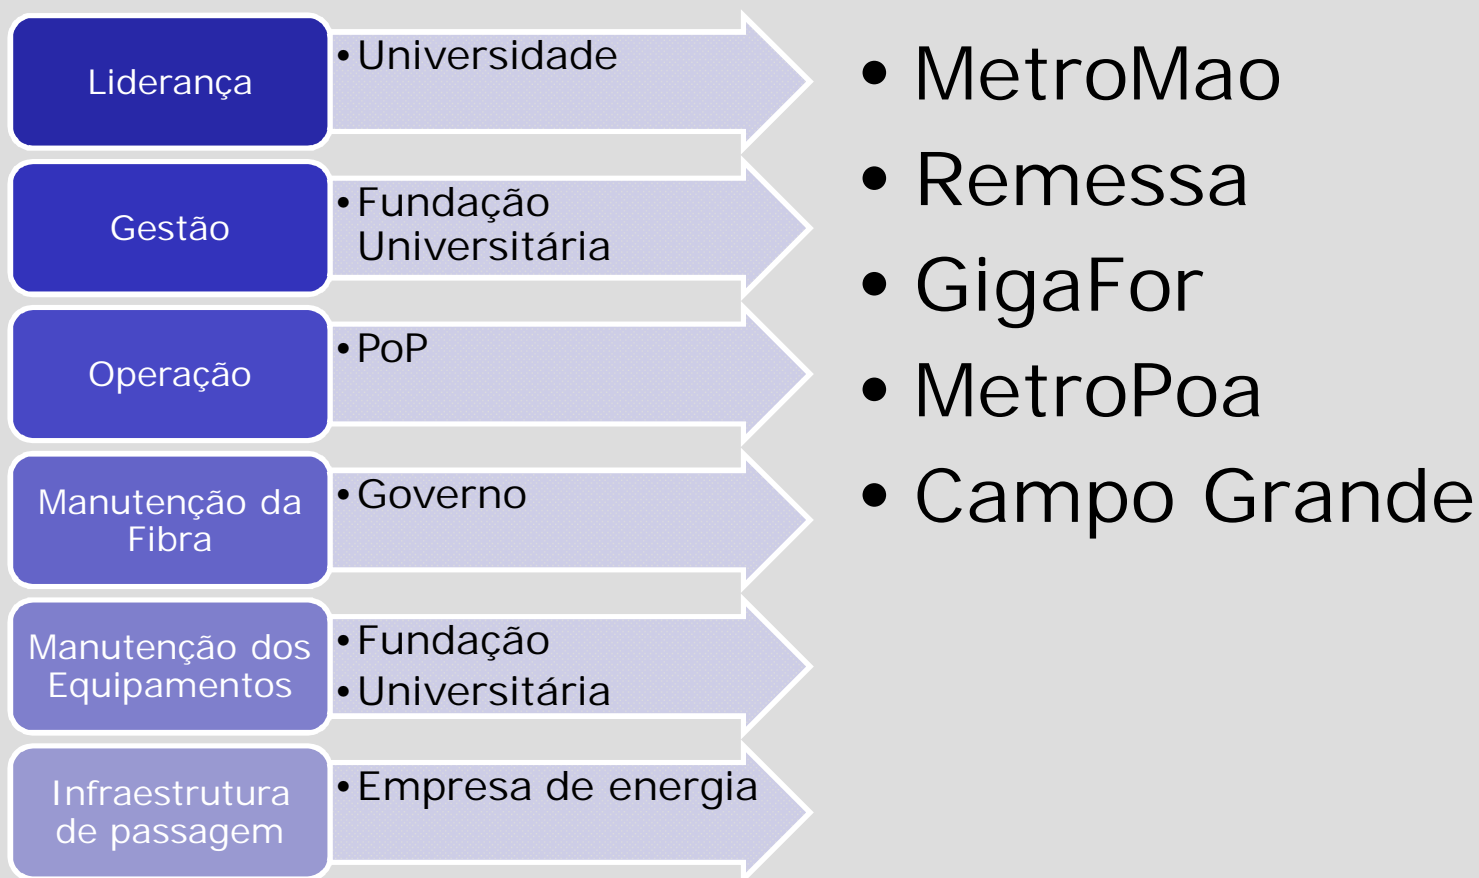 Liderança
• Universidade
Gestão
• Fundação
Universitária
Operação
• PoP
Manutenção da
Fibra
• Governo
Manutenção dos
Equipamentos
• Fundação
• Universitária
Infraestrutura
de passagem
• Empresa de energia
• MetroMao
• Remessa
• GigaFor
• MetroPoa
• Campo Grande